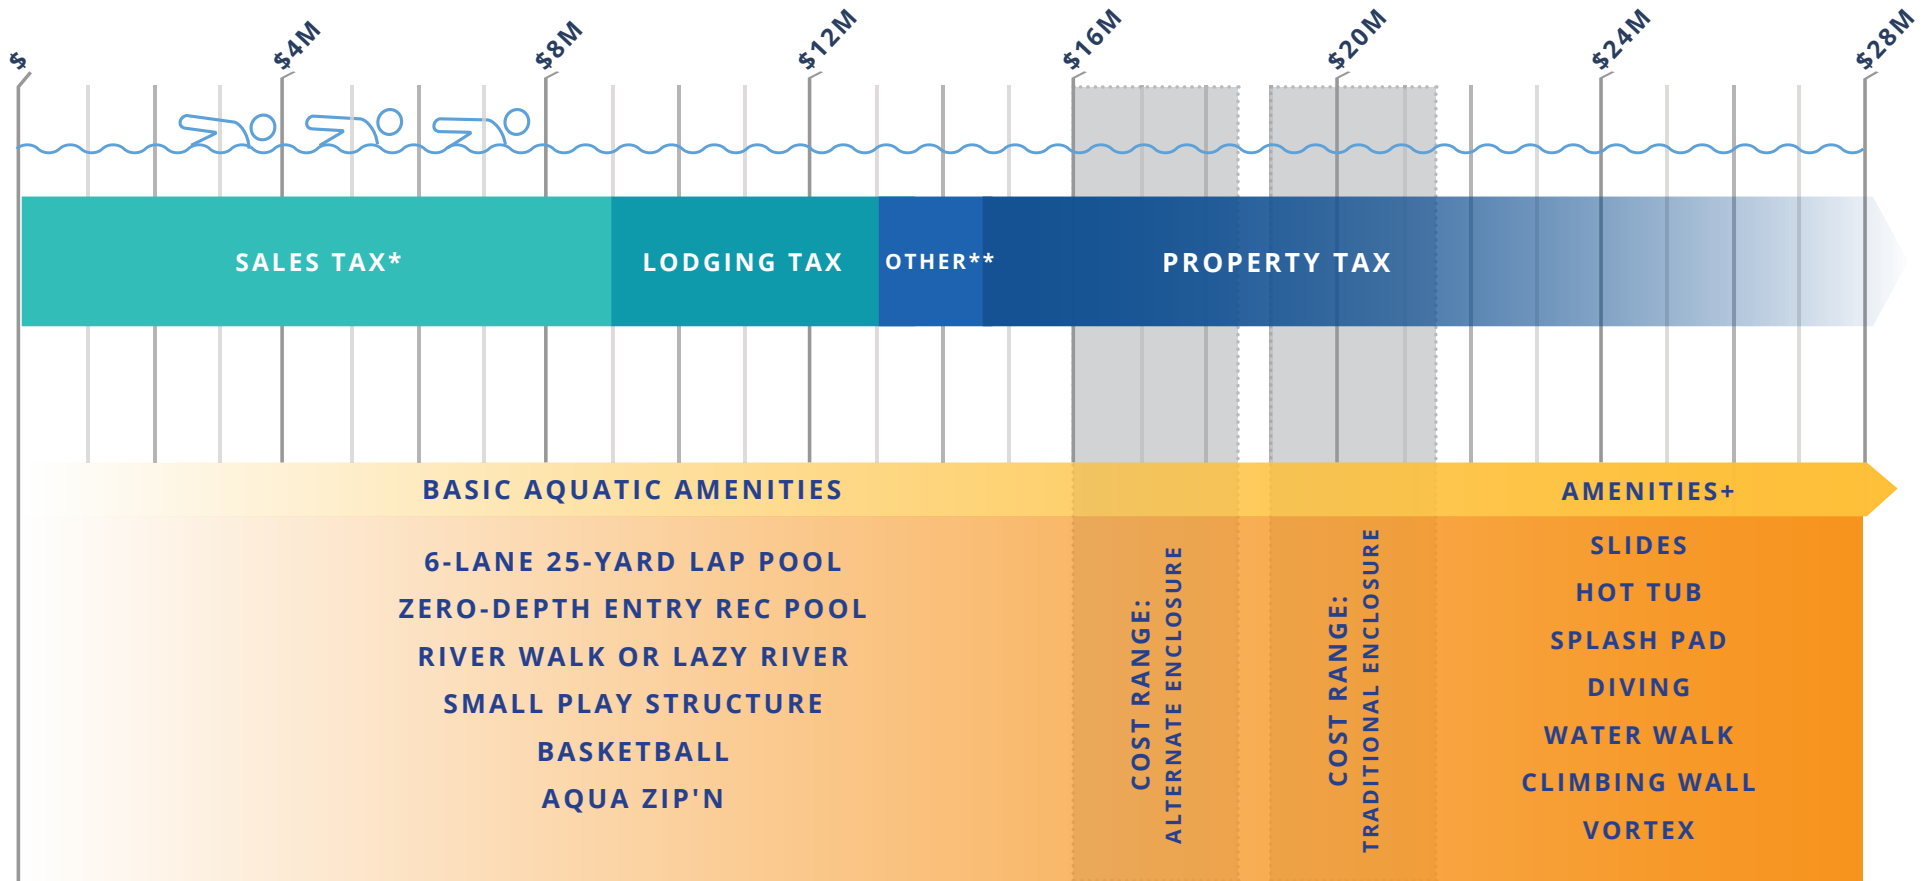 $
$4M
$8M
$12M
$16M
$20M
$24M
$28M
SALES TAX*
LODGING TAX
OTHER**
PROPERTY TAX
BASIC AQUATIC AMENITIES
6-LANE 25-YARD LAP POOL
ZERO-DEPTH ENTRY REC POOL
RIVER WALK OR LAZY RIVER
SMALL PLAY STRUCTURE
BASKETBALL
AQUA ZIP'N
COST RANGE:
ALTERNATE ENCLOSURE
COST RANGE:
TRADITIONAL ENCLOSURE
AMENITIES+
SLIDES
HOT TUB
SPLASH PAD
DIVING
WATER WALK
CLIMBING WALL
VORTEX